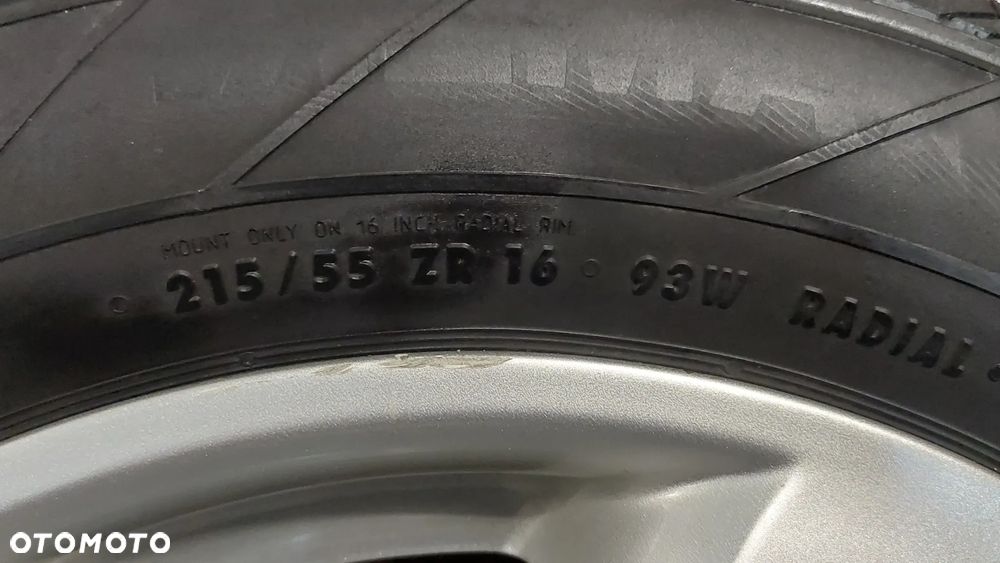 MOUNT ONLY ON 16 INCH RADIAL RIM
215/55 ZR 16 93W RADIAL
OTOMOTO